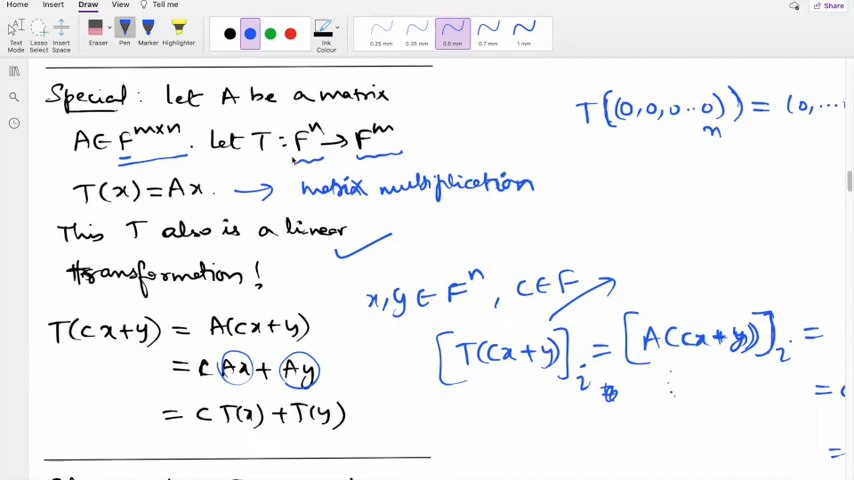 Home Insert Draw View Tell me
Share
Text Mode
Lasso Select
Insert Space
Eraser
Pen
Marker
Highlighter
Ink Colour
0.25 mm
0.35 mm
0.5 mm
0.7 mm
1 mm
Special: let A be a matrix
A ∈ F^{m×n}. let T: F^n → F^m
T(x) = Ax. → matrix multiplication
This T also is a linear
transformation!
T(cx+y) = A(cx+y)
= c Ax + Ay
= c T(x) + T(y)
T((0,0,0..0)) = (0,...
n
x, y ∈ F^n, c ∈ F
[T(cx+y)]_i = [A(cx+y)]_i =
=
=